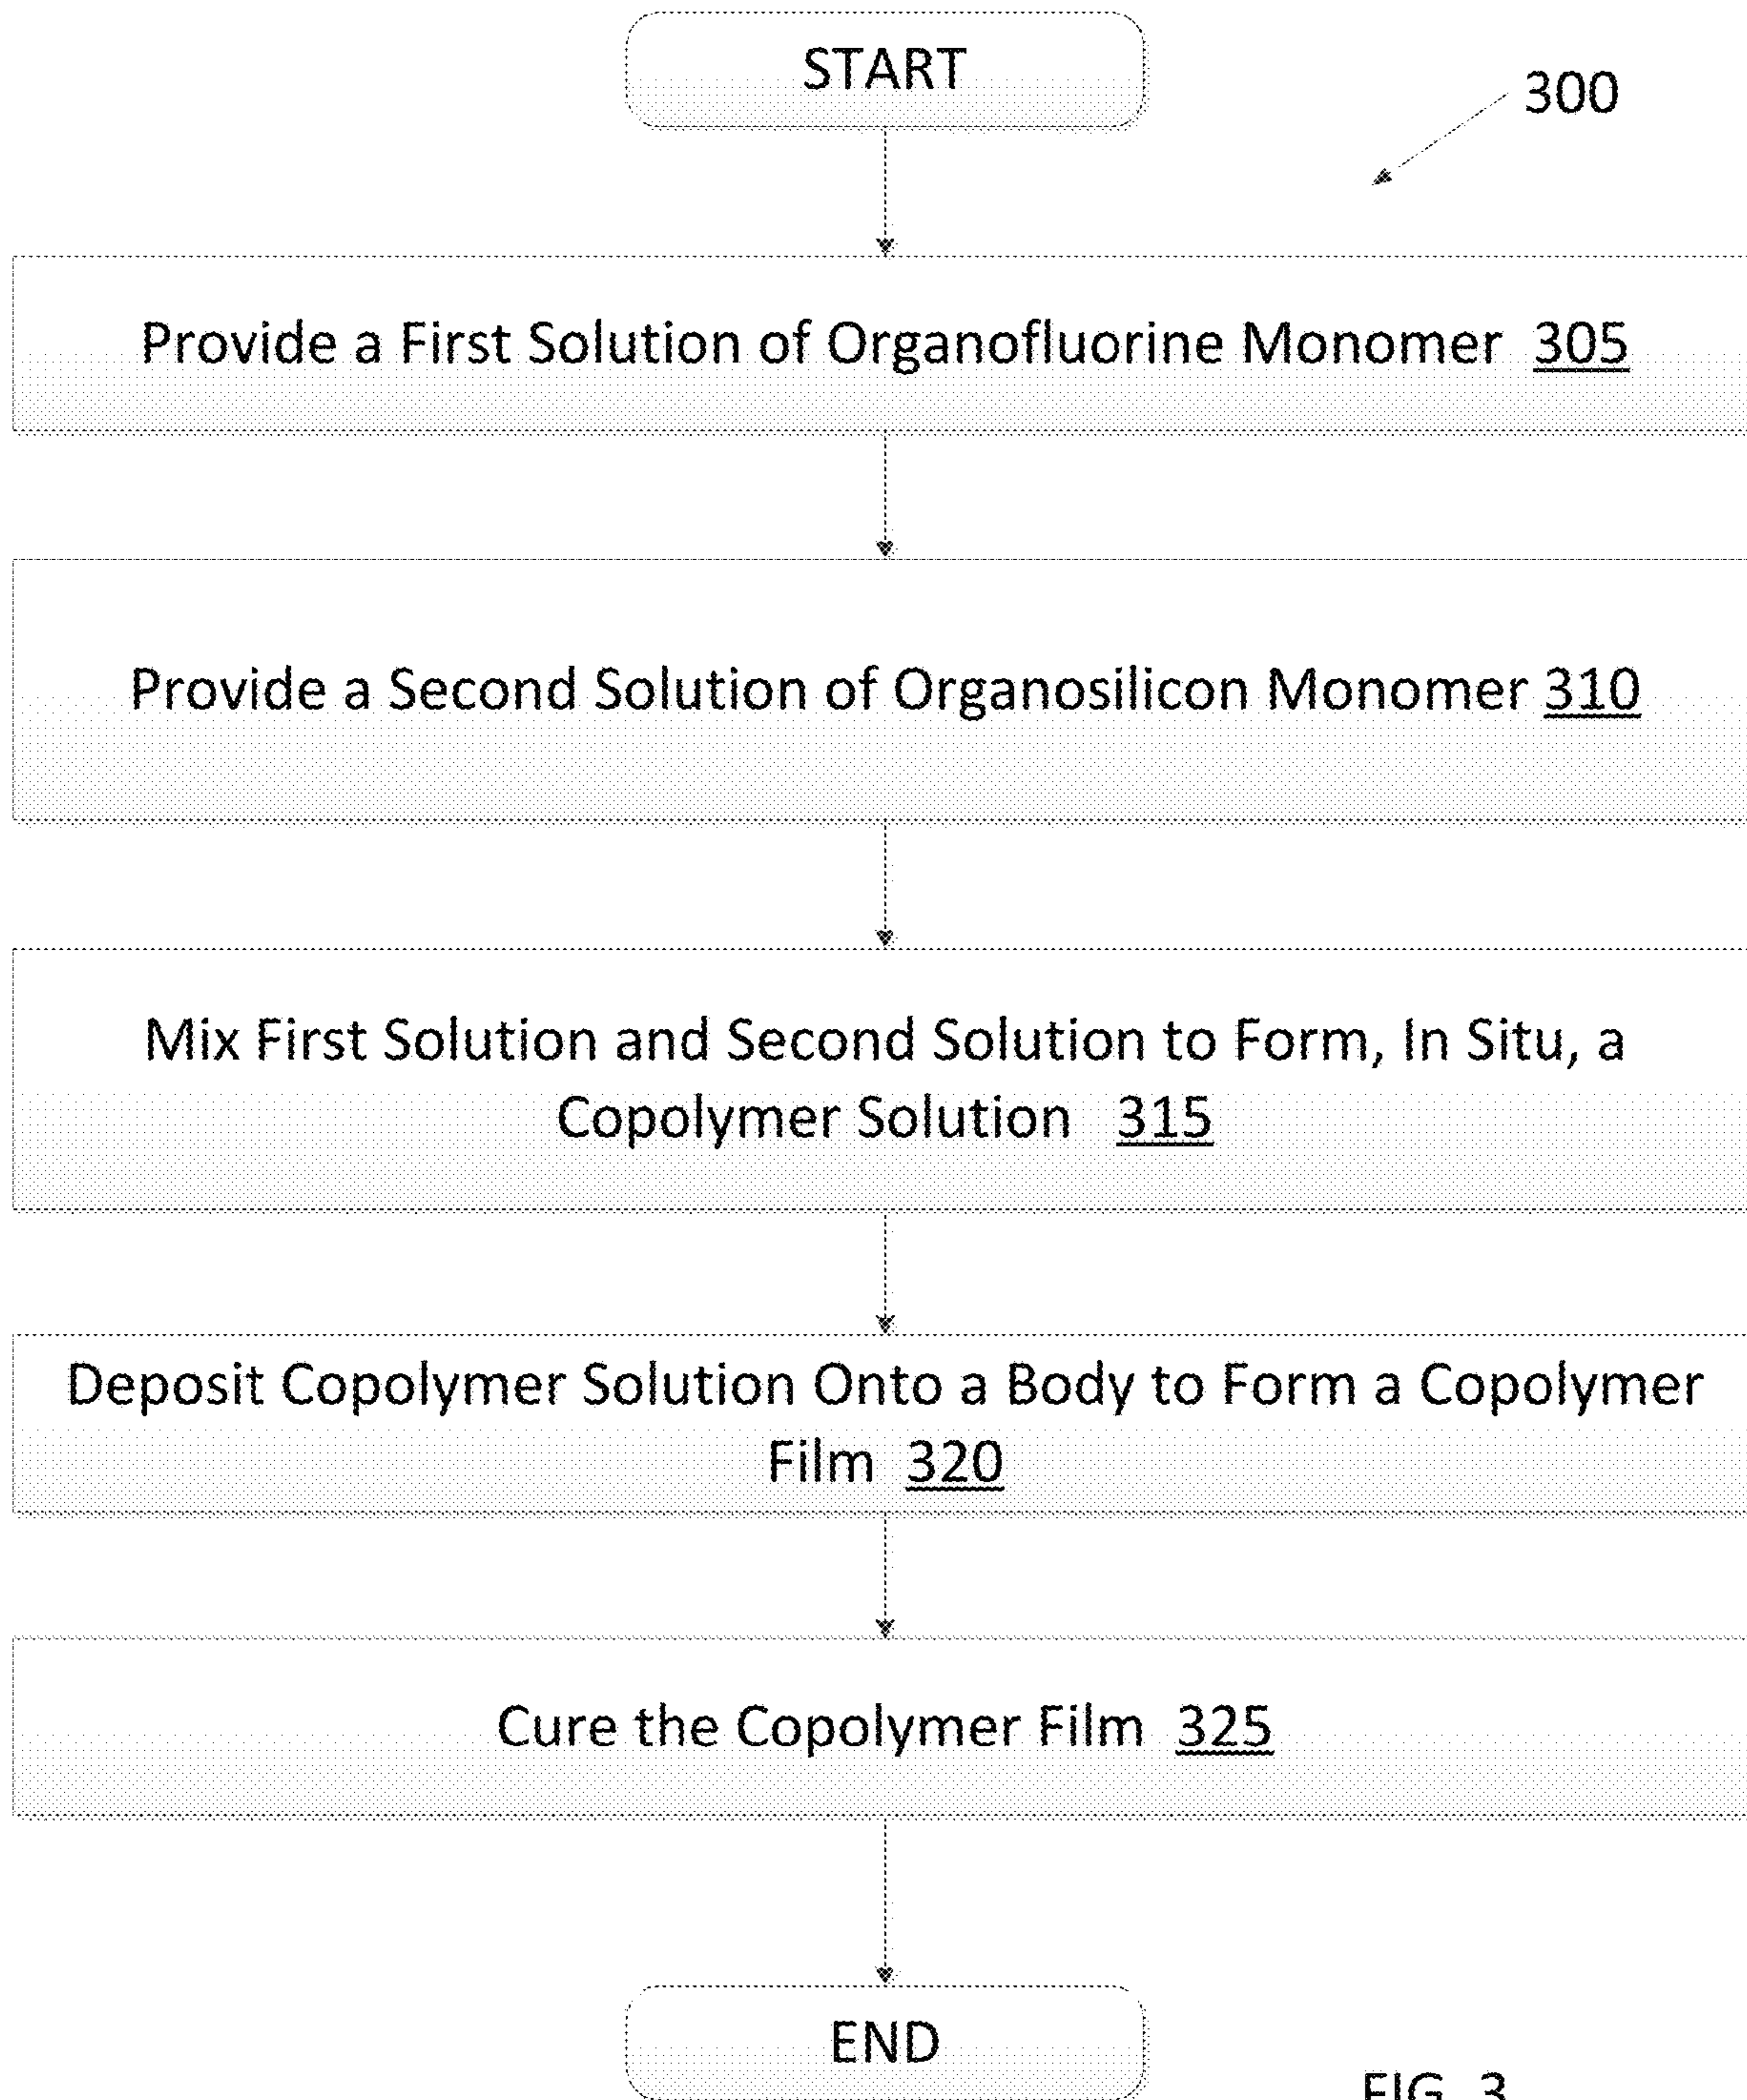 START
300
Provide a First Solution of Organofluorine Monomer 305
Provide a Second Solution of Organosilicon Monomer 310
Mix First Solution and Second Solution to Form, In Situ, a
Copolymer Solution 315
Deposit Copolymer Solution Onto a Body to Form a Copolymer
Film 320
Cure the Copolymer Film 325
END
FIG. 3